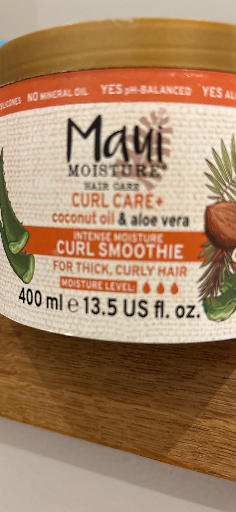 SILICONES NO MINERAL OIL YES pH-BALANCED YES
Maui
MOISTURE
HAIR CARE
CURL CARE+
coconut oil & aloe vera
INTENSE MOISTURE
CURL SMOOTHIE
FOR THICK, CURLY HAIR
MOISTURE LEVEL:
400 ml e 13.5 US fl. oz.